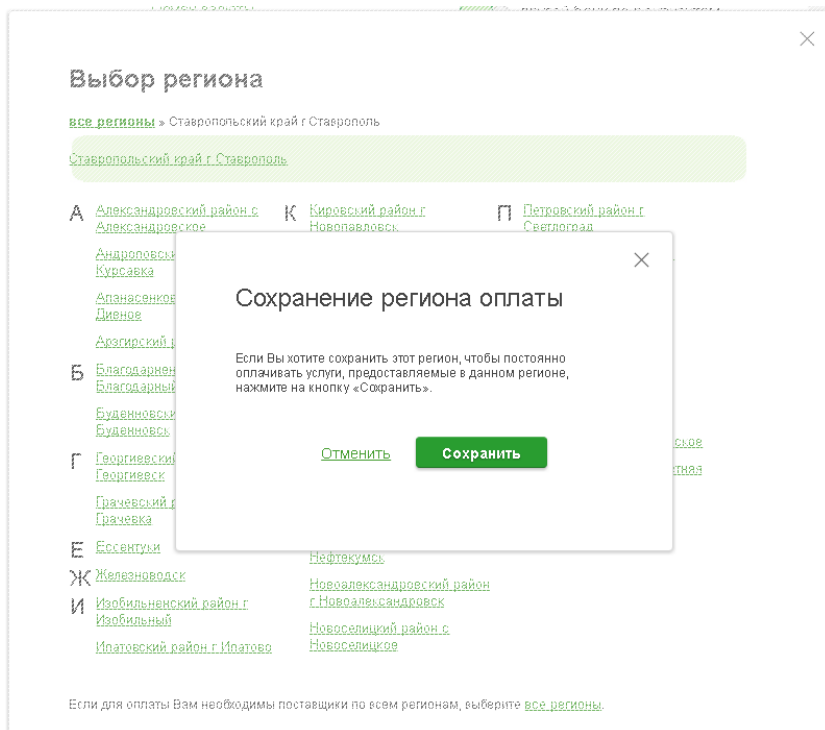 Выбор региона
все регионы » Ставропольский край г Ставрополь
Ставропольский край г Ставрополь
А
Александровский район с
Александровское
Андроповски
Курсавка
Апанасенков
Дивное
Арзгирский р
Б
Благодарнен
Благодарный
Буденновски
Буденновск
Г
Георгиевский
Георгиевск
Грачевский р
Грачевка
Е
Ессентуки
Ж
Железноводск
И
Изобильненский район г
Изобильный
Ипатовский район г Ипатово
К
Кировский район г
Новопавловск
Нефтекумск
Новоалександровский район
г Новоалександровск
Новоселицкий район с
Новоселицкое
П
Петровский район г
Светлоград
ское
тная
Сохранение региона оплаты
Если Вы хотите сохранить этот регион, чтобы постоянно
оплачивать услуги, предоставляемые в данном регионе,
нажмите на кнопку «Сохранить».
Отменить
Сохранить
Если для оплаты Вам необходимы поставщики по всем регионам, выберите все регионы.